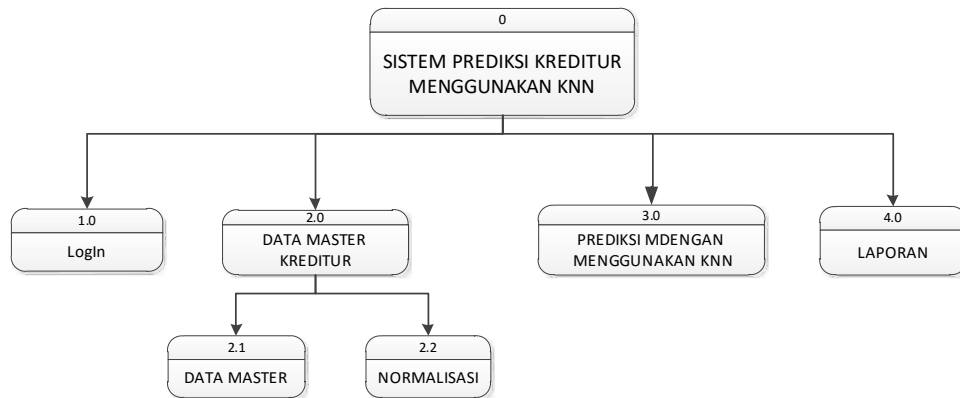 0
SISTEM PREDIKSI KREDITUR
MENGGUNAKAN KNN
1.0
LogIn
2.0
DATA MASTER
KREDITUR
3.0
PREDIKSI MDENGAN
MENGGUNAKAN KNN
4.0
LAPORAN
2.1
DATA MASTER
2.2
NORMALISASI